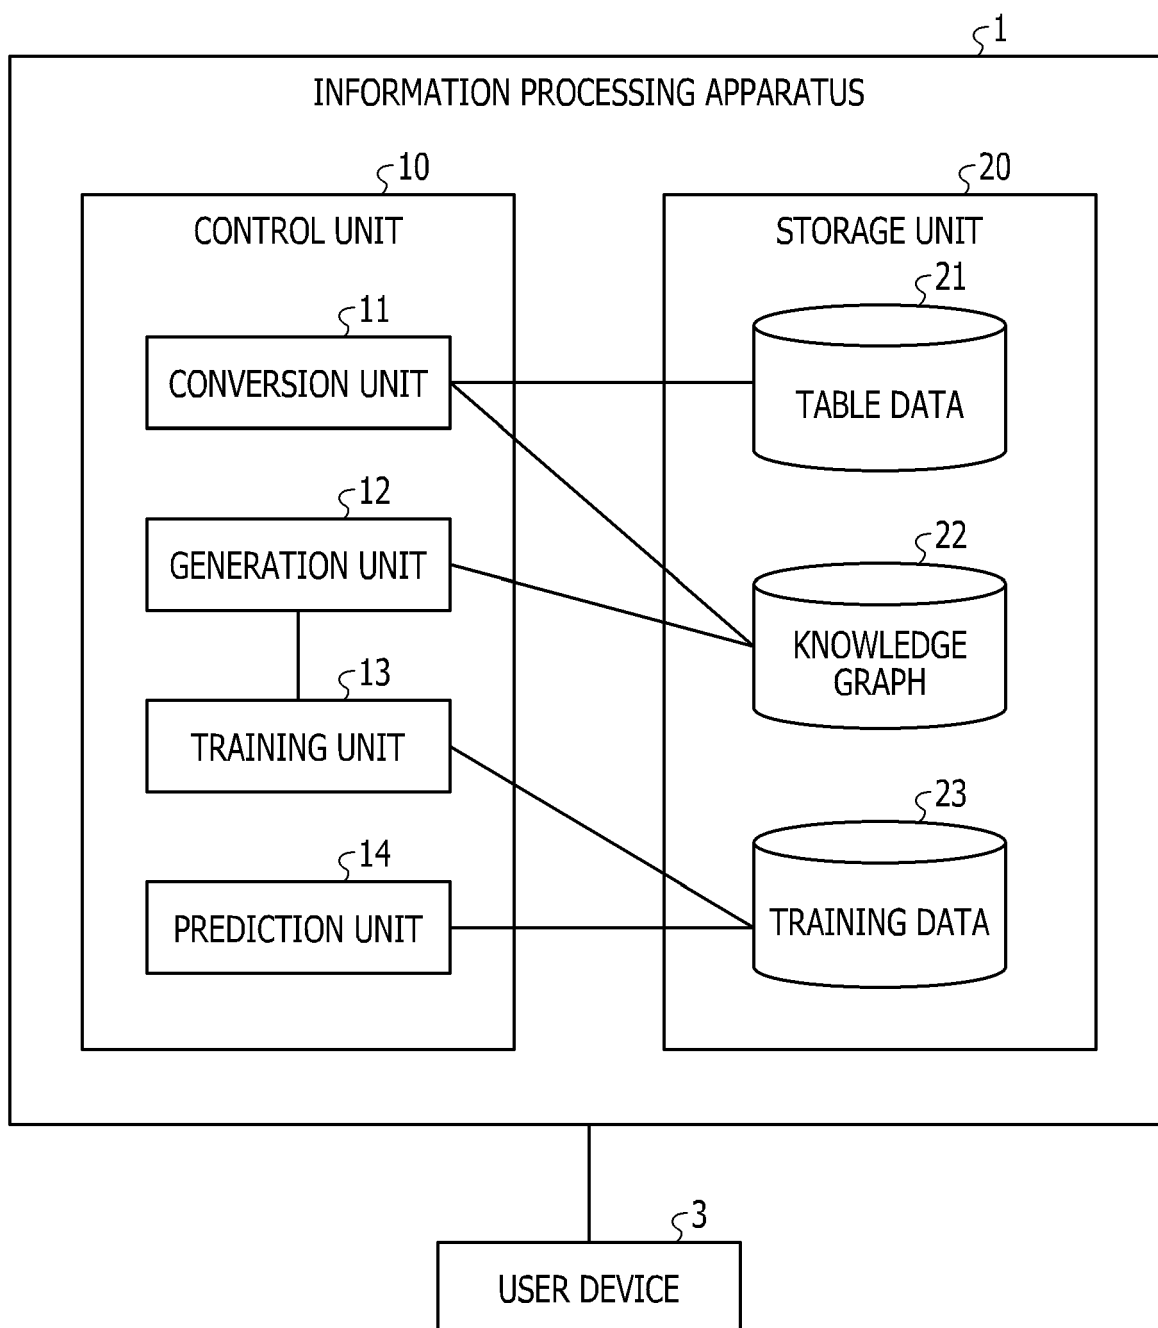 1
INFORMATION PROCESSING APPARATUS
10
CONTROL UNIT
11
CONVERSION UNIT
12
GENERATION UNIT
13
TRAINING UNIT
14
PREDICTION UNIT
20
STORAGE UNIT
21
TABLE DATA
22
KNOWLEDGE
GRAPH
23
TRAINING DATA
3
USER DEVICE